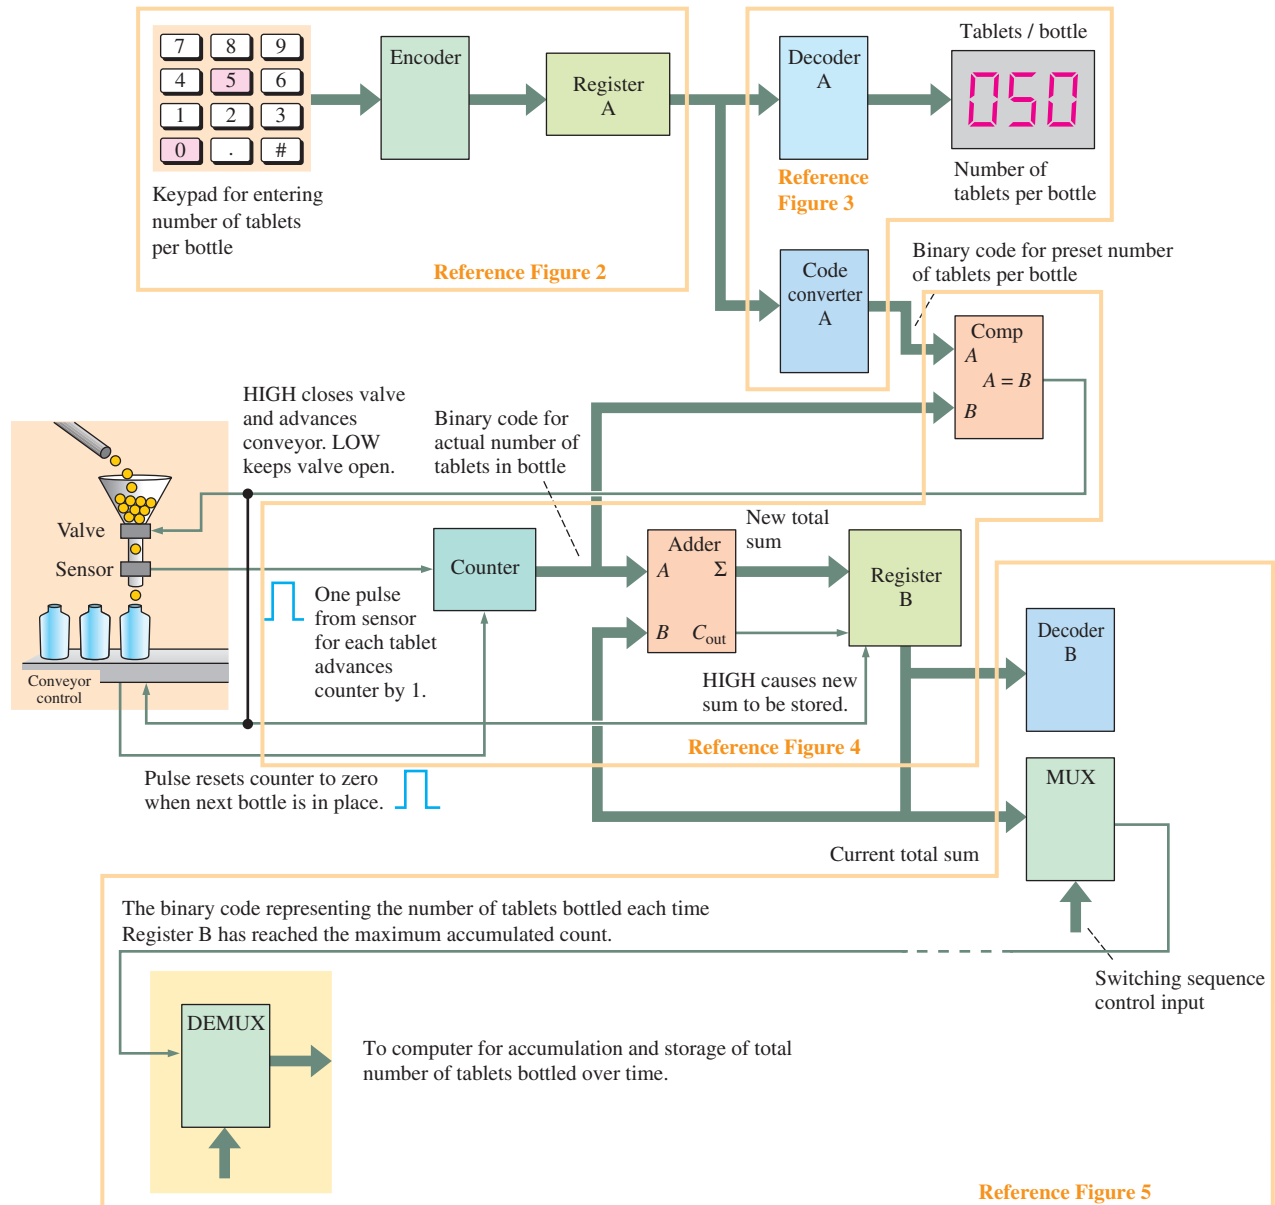 7 8 9
4 5 6
1 2 3
0 . #
Keypad for entering
number of tablets
per bottle
Encoder
Register
A
Reference Figure 2
Decoder
A
Reference
Figure 3
Tablets / bottle
050
Number of
tablets per bottle
Code
converter
A
Binary code for preset number
of tablets per bottle
Comp
A
A = B
B
HIGH closes valve
and advances
conveyor. LOW
keeps valve open.
Binary code for
actual number of
tablets in bottle
Valve
Sensor
Conveyor
control
One pulse
from sensor
for each tablet
advances
counter by 1.
Counter
Adder
A Σ
B Cout
New total
sum
Register
B
HIGH causes new
sum to be stored.
Reference Figure 4
Decoder
B
Pulse resets counter to zero
when next bottle is in place.
MUX
Current total sum
Switching sequence
control input
The binary code representing the number of tablets bottled each time
Register B has reached the maximum accumulated count.
DEMUX
To computer for accumulation and storage of total
number of tablets bottled over time.
Reference Figure 5